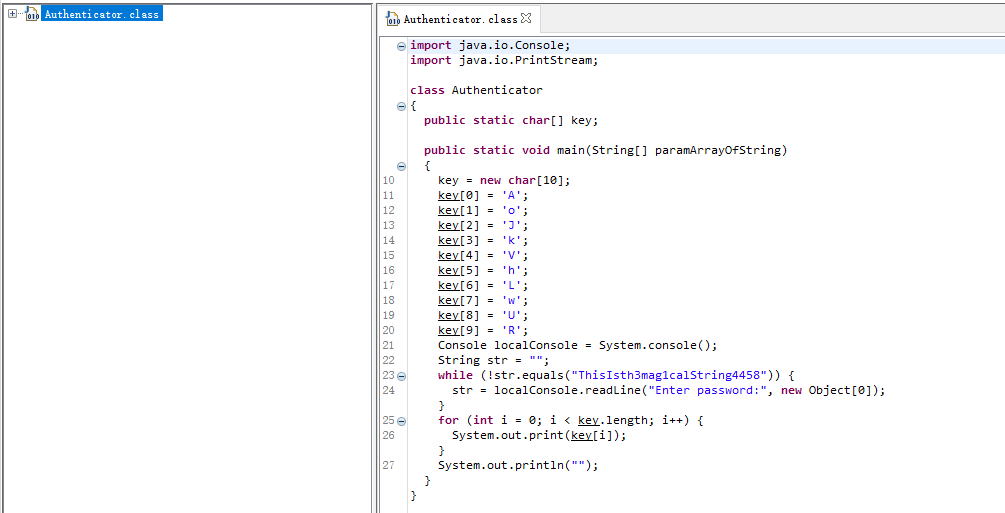 Authenticator.class
Authenticator.class
import java.io.Console;
import java.io.PrintStream;
class Authenticator
{
public static char[] key;
public static void main(String[] paramArrayOfString)
{
10 key = new char[10];
11 key[0] = 'A';
12 key[1] = 'o';
13 key[2] = 'J';
14 key[3] = 'k';
15 key[4] = 'V';
16 key[5] = 'h';
17 key[6] = 'L';
18 key[7] = 'w';
19 key[8] = 'U';
20 key[9] = 'R';
21 Console localConsole = System.console();
22 String str = "";
23 while (!str.equals("ThisIsth3mag1calString4458")) {
24 str = localConsole.readLine("Enter password:", new Object[0]);
}
25 for (int i = 0; i < key.length; i++) {
26 System.out.print(key[i]);
}
27 System.out.println("");
}
}